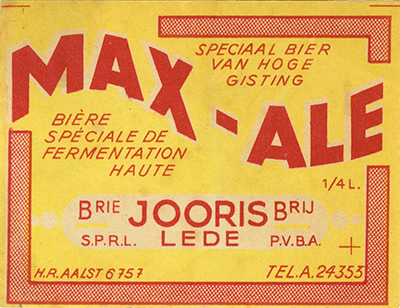 MAX-ALE
SPECIAAL BIER
VAN HOGE
GISTING
BIÈRE
SPÉCIALE DE
FERMENTATION
HAUTE
1/4 L.
BRIE JOORIS BRIJ
S.P.R.L. LEDE P.V.B.A.
H.R. AALST 6757
TEL.A. 24353